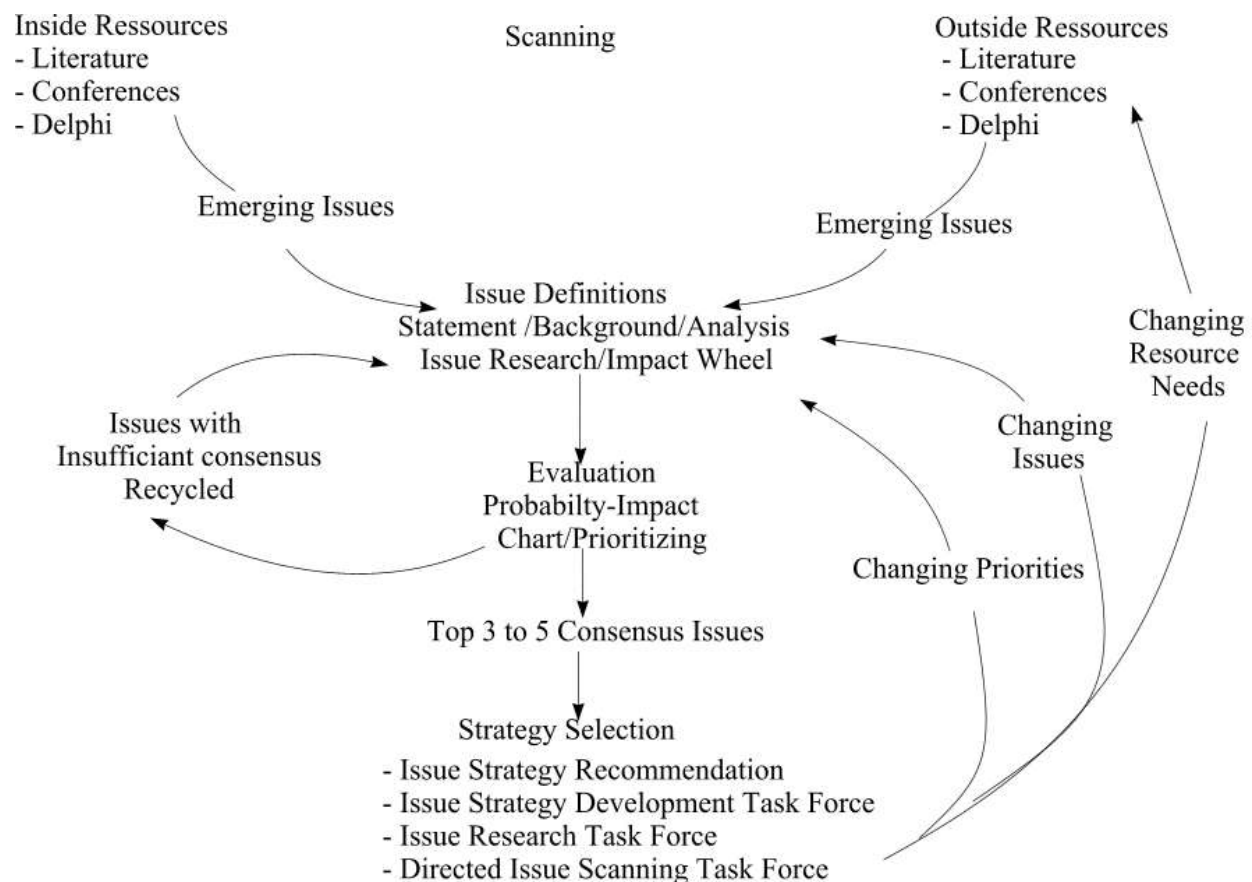 Inside Ressources
- Literature
- Conferences
- Delphi
Scanning
Outside Ressources
- Literature
- Conferences
- Delphi
Emerging Issues
Emerging Issues
Issue Definitions
Statement /Background/Analysis
Issue Research/Impact Wheel
Changing
Resource
Needs
Issues with
Insufficiant consensus
Recycled
Changing
Issues
Evaluation
Probabilty-Impact
Chart/Prioritizing
Changing Priorities
Top 3 to 5 Consensus Issues
Strategy Selection
- Issue Strategy Recommendation
- Issue Strategy Development Task Force
- Issue Research Task Force
- Directed Issue Scanning Task Force